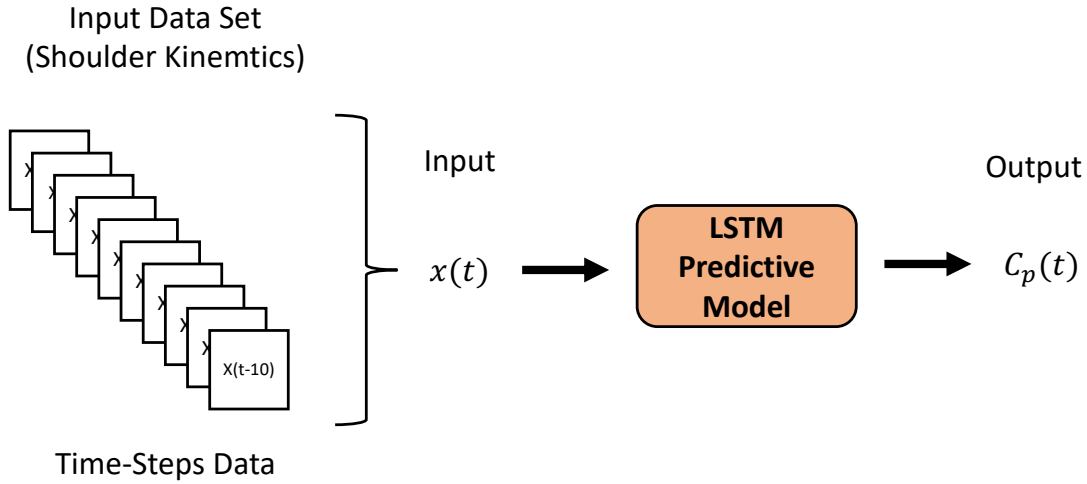 Input Data Set
(Shoulder Kinemtics)
X
X
X
X
X
X
X
X
X
X(t-10)
Time-Steps Data
Input
x(t)
LSTM
Predictive
Model
Output
C_p(t)